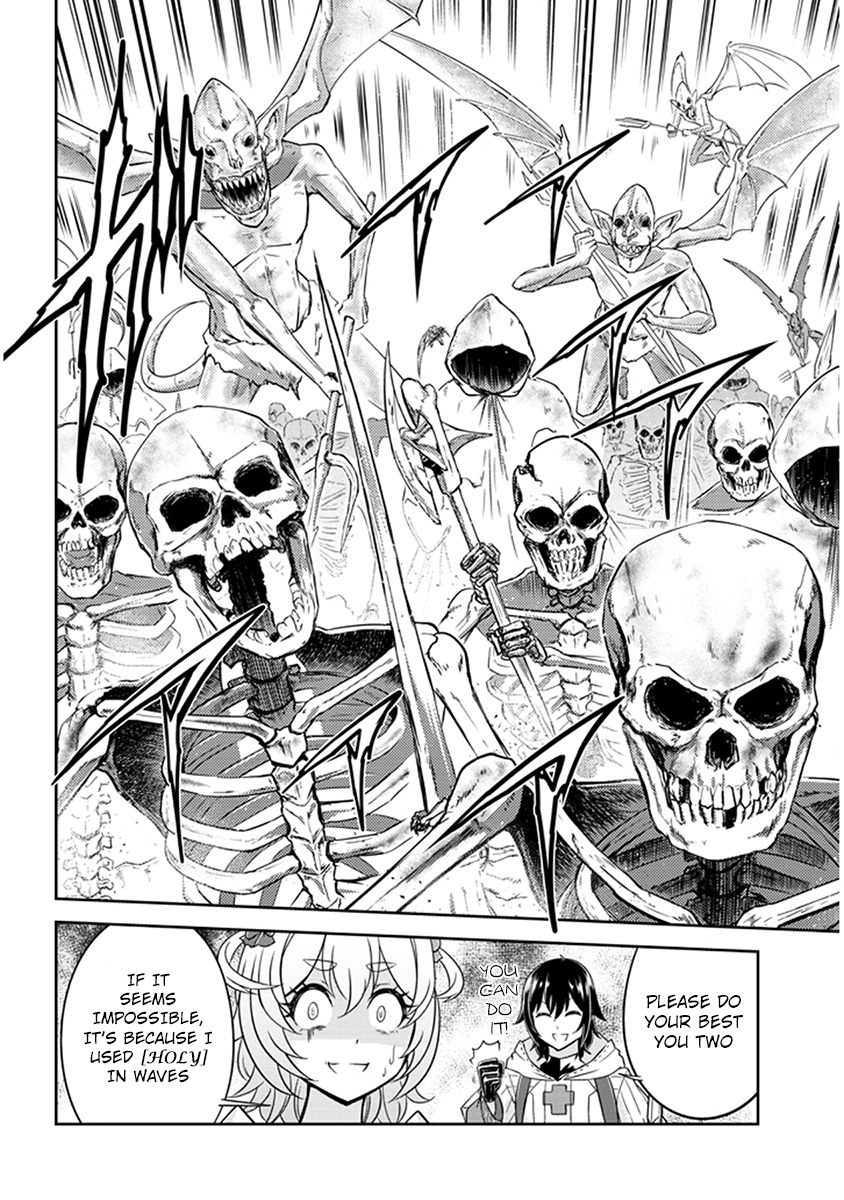 PLEASE DO
YOUR BEST
YOU TWO
YOU
CAN
DO
IT!
IF IT
SEEMS
IMPOSSIBLE,
IT'S BECAUSE I
USED [HOLY]
IN WAVES